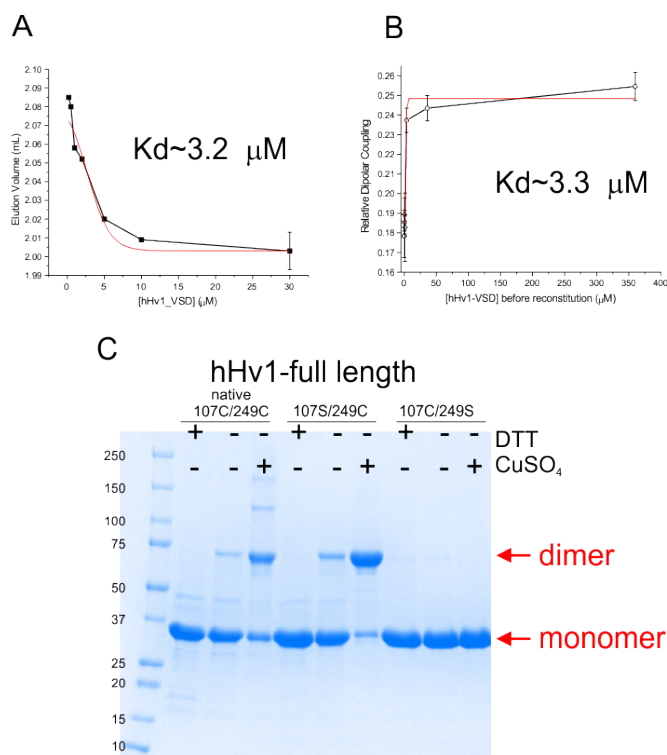 A
2.10
2.09
2.08
2.07
2.06
2.05
2.04
2.03
2.02
2.01
2.00
1.99
Elution Volume (mL)
Kd~3.2 μM
0 5 10 15 20 25 30
[hHv1_VSD] (μM)
B
0.26
0.25
0.24
0.23
0.22
0.21
0.20
0.19
0.18
0.17
0.16
Relative Dipolar Coupling
Kd~3.3 μM
0 50 100 150 200 250 300 350 400
[hHv1-VSD] before reconstitution (μM)
C
hHv1-full length
native
107C/249C 107S/249C 107C/249S
+ - - + - - + - - DTT
- - + - - + - - + CuSO₄
250
150
100
75
50
37
25
20
15
10
dimer
monomer